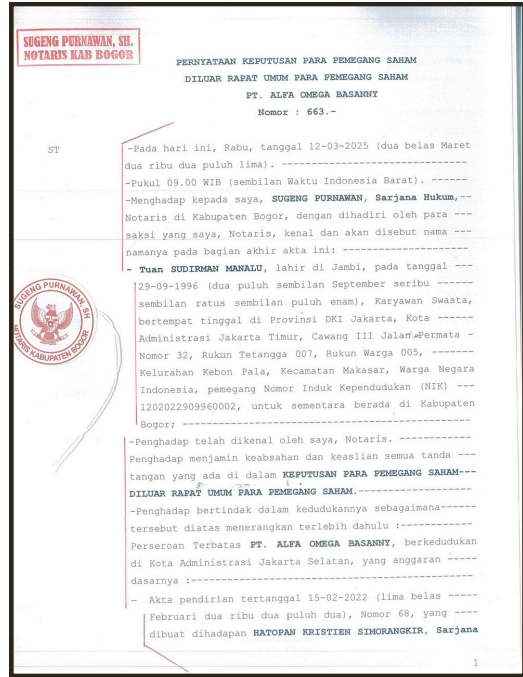 SUGENG PURNAWAN, SH.
NOTARIS KAB BOGOR
PERNYATAAN KEPUTUSAN PARA PEMEGANG SAHAM
DILUAR RAPAT UMUM PARA PEMEGANG SAHAM
PT. ALFA OMEGA BASANNY
Nomor : 663.-
ST
-Pada hari ini, Rabu, tanggal 12-03-2025 (dua belas Maret
dua ribu dua puluh lima). -------------------------------
-Pukul 09.00 WIB (sembilan Waktu Indonesia Barat). ------
-Menghadap kepada saya, SUGENG PURNAWAN, Sarjana Hukum,--
Notaris di Kabupaten Bogor, dengan dihadiri oleh para ---
saksi yang saya, Notaris, kenal dan akan disebut nama ---
namanya pada bagian akhir akta ini: ---------------------
- Tuan SUDIRMAN MANALU, lahir di Jambi, pada tanggal ---
29-09-1996 (dua puluh sembilan September seribu ------
sembilan ratus sembilan puluh enam), Karyawan Swasta,
bertempat tinggal di Provinsi DKI Jakarta, Kota ------
Administrasi Jakarta Timur, Cawang III Jalan Permata -
Nomor 32, Rukun Tetangga 007, Rukun Warga 005, -------
Kelurahan Kebon Pala, Kecamatan Makasar, Warga Negara
Indonesia, pemegang Nomor Induk Kependudukan (NIK) ---
1202022909960002, untuk sementara berada di Kabupaten
Bogor; -----------------------------------------------
SUGENG PURNAWAN, SH
NOTARIS KABUPATEN BOGOR
-Penghadap telah dikenal oleh saya, Notaris. ------------
Penghadap menjamin keabsahan dan keaslian semua tanda ---
tangan yang ada di dalam KEPUTUSAN PARA PEMEGANG SAHAM---
DILUAR RAPAT UMUM PARA PEMEGANG SAHAM.-------------------
-Penghadap bertindak dalam kedudukannya sebagaimana------
tersebut diatas menerangkan terlebih dahulu :------------
Perseroan Terbatas PT. ALFA OMEGA BASANNY, berkedudukan
di Kota Administrasi Jakarta Selatan, yang anggaran -----
dasarnya :-----------------------------------------------
- Akta pendirian tertanggal 15-02-2022 (lima belas -----
Februari dua ribu dua puluh dua), Nomor 68, yang ----
dibuat dihadapan HATOPAN KRISTIEN SIMORANGKIR, Sarjana
1